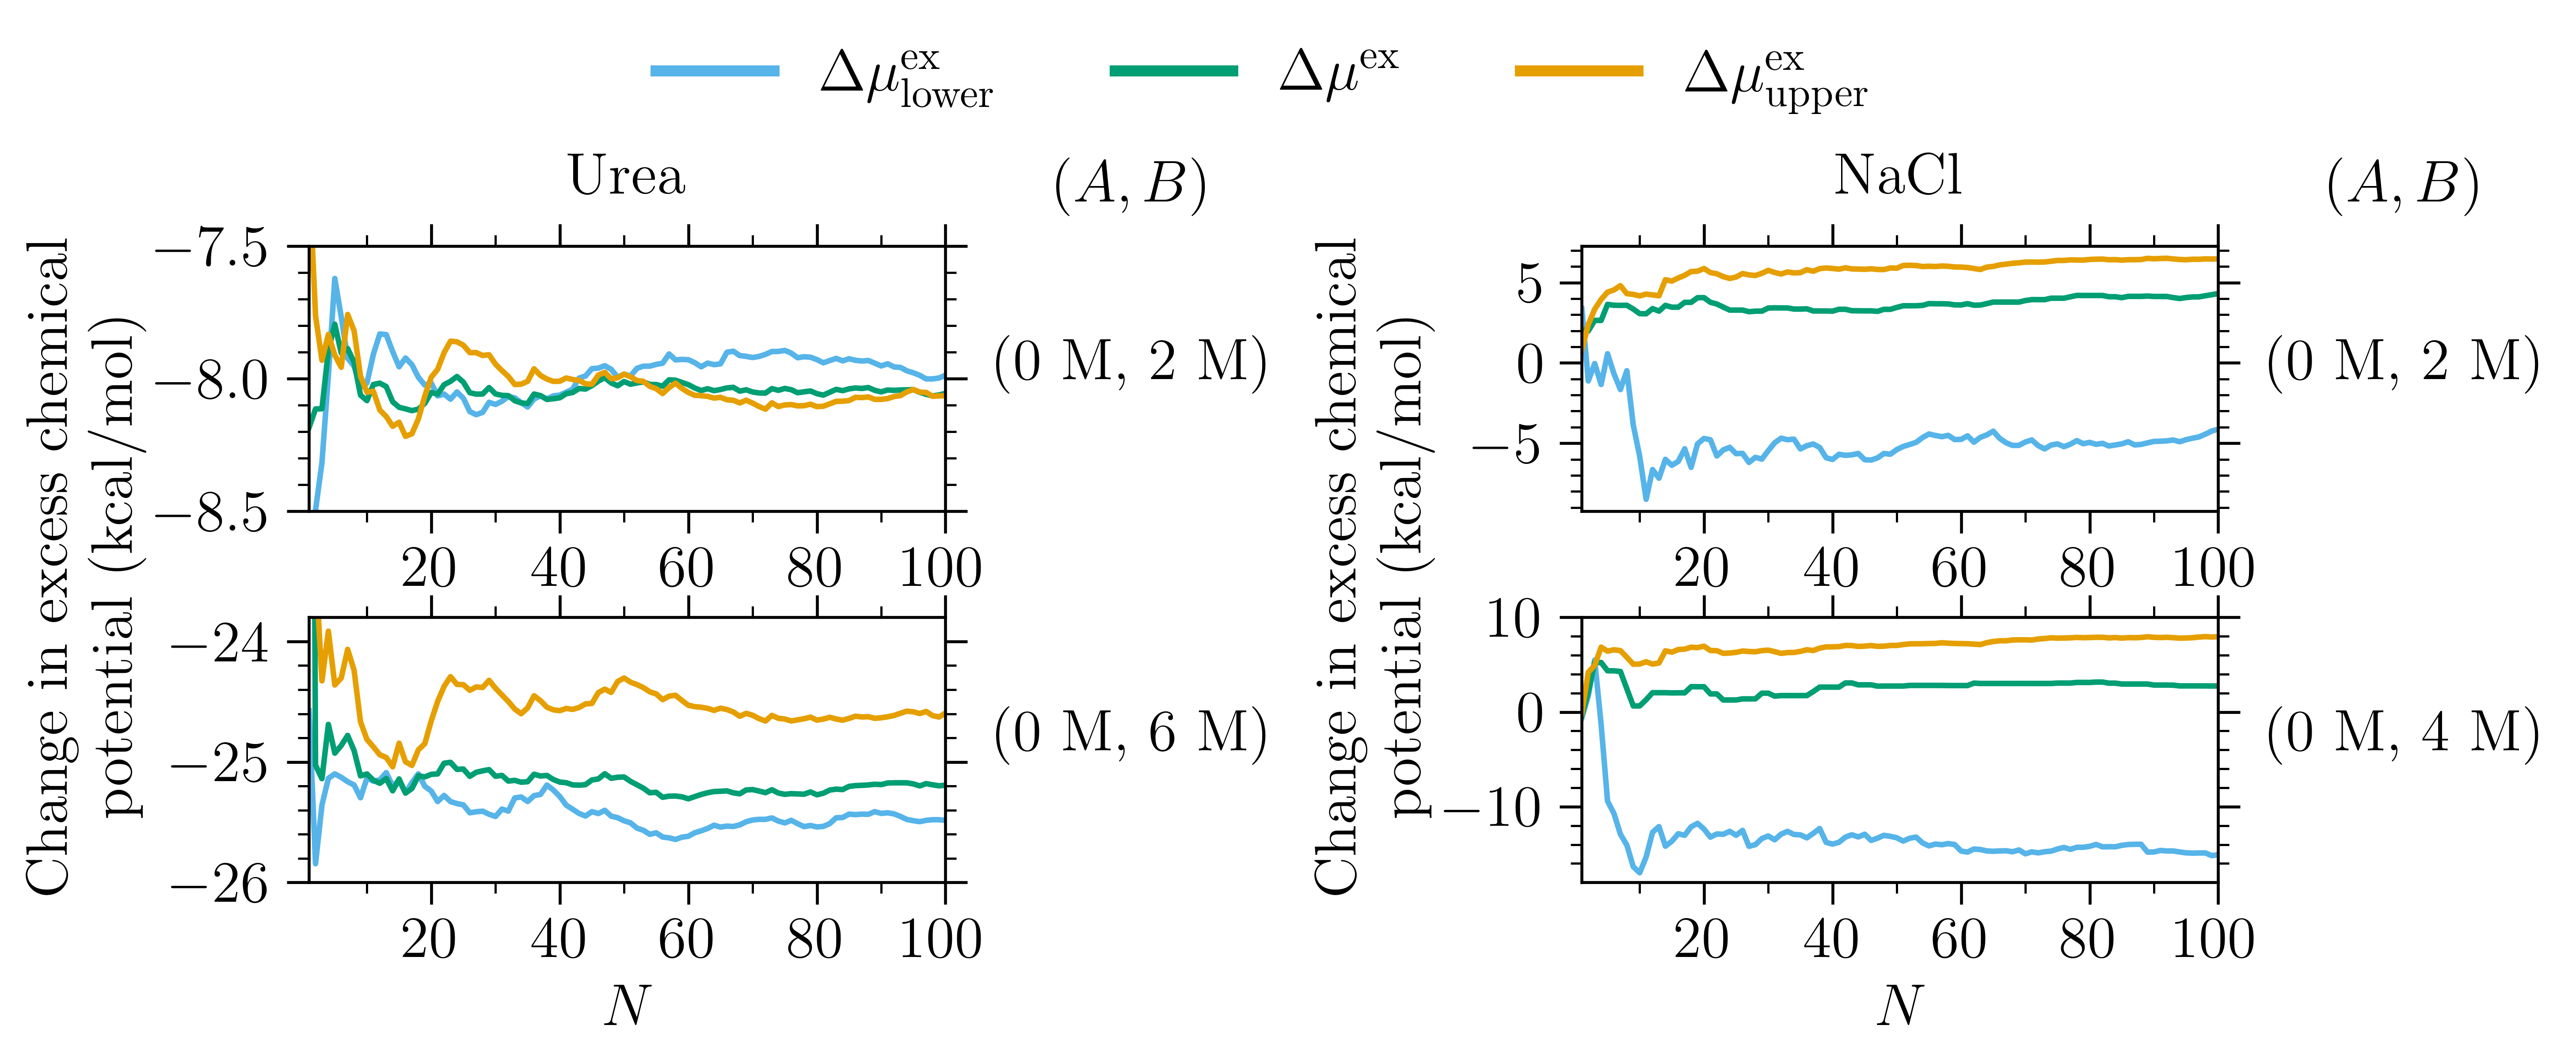 Δμ^ex_lower Δμ^ex Δμ^ex_upper
Urea (A, B) NaCl (A, B)
Change in excess chemical
potential (kcal/mol)
−7.5
−8.0
−8.5
20 40 60 80 100
(0 M, 2 M)
−24
−25
−26
20 40 60 80 100
N
(0 M, 6 M)
Change in excess chemical
potential (kcal/mol)
5
0
−5
20 40 60 80 100
(0 M, 2 M)
10
0
−10
20 40 60 80 100
N
(0 M, 4 M)